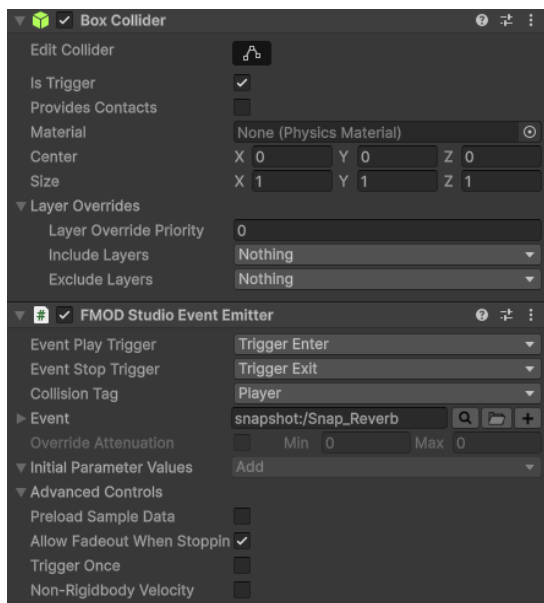 Box Collider
Edit Collider
Is Trigger
Provides Contacts
Material None (Physics Material)
Center X 0 Y 0 Z 0
Size X 1 Y 1 Z 1
Layer Overrides
Layer Override Priority 0
Include Layers Nothing
Exclude Layers Nothing
# FMOD Studio Event Emitter
Event Play Trigger Trigger Enter
Event Stop Trigger Trigger Exit
Collision Tag Player
Event snapshot:/Snap_Reverb
Override Attenuation Min 0 Max 0
Initial Parameter Values Add
Advanced Controls
Preload Sample Data
Allow Fadeout When Stoppin
Trigger Once
Non-Rigidbody Velocity